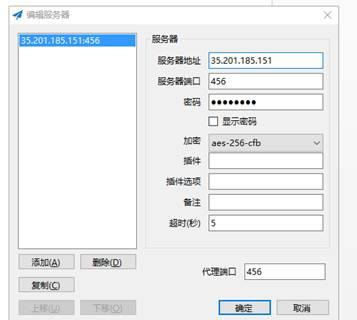 编辑服务器
35.201.185.151:456
服务器
服务器地址 35.201.185.151
服务器端口 456
密码 ●●●●●●●●
显示密码
加密 aes-256-cfb
插件
插件选项
备注
超时(秒) 5
添加(A) 删除(D)
代理端口 456
复制(C)
上移(U) 下移(O) 确定 取消